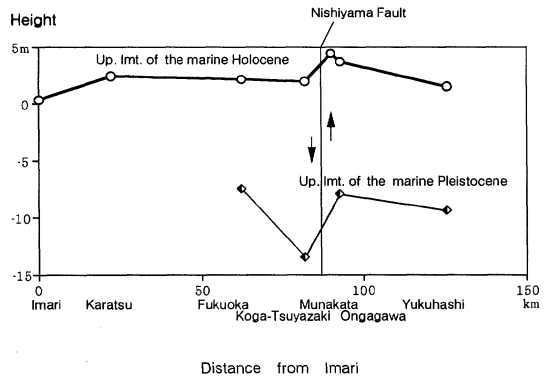 Nishiyama Fault
Height
5m
Up. lmt. of the marine Holocene
0
-5
Up. lmt. of the marine Pleistocene
-10
-15
0 50 100 150
Imari Karatsu Fukuoka Munakata Yukuhashi km
Koga-Tsuyazaki Ongagawa
Distance from Imari